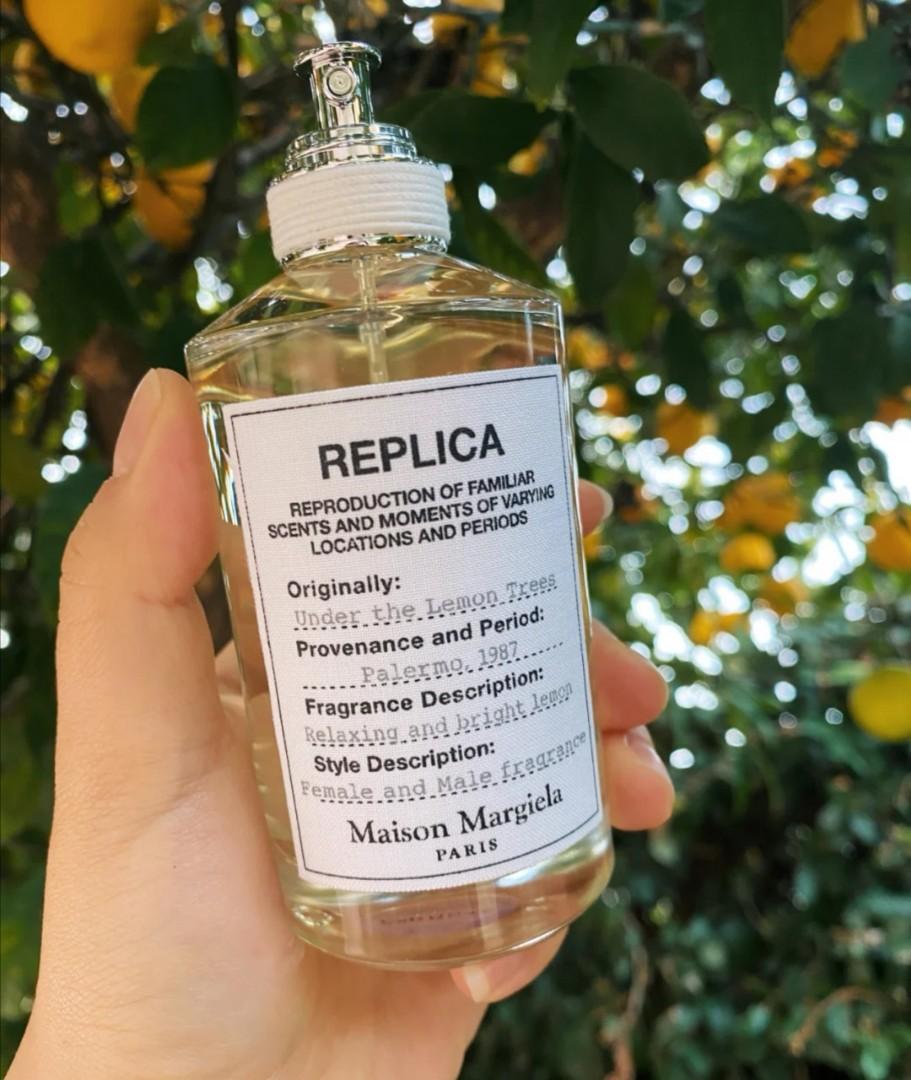 REPLICA
REPRODUCTION OF FAMILIAR
SCENTS AND MOMENTS OF VARYING
LOCATIONS AND PERIODS
Originally:
Under the Lemon Trees
Provenance and Period:
Palermo, 1987
Fragrance Description:
Relaxing and bright lemon
Style Description:
Female and Male fragrance
Maison Margiela
PARIS